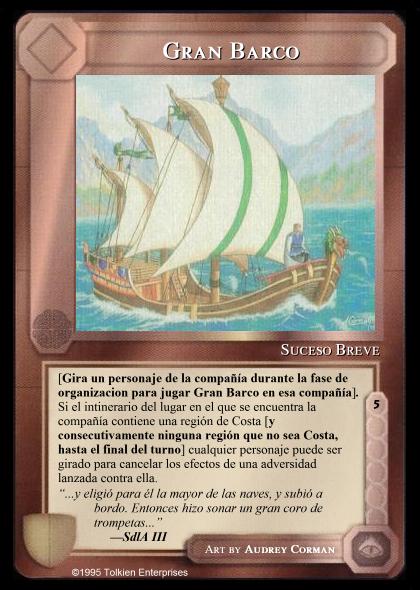 GRAN BARCO
SUCESO BREVE
[Gira un personaje de la compañía durante la fase de
organizacion para jugar Gran Barco en esa compañía].
Si el intinerario del lugar en el que se encuentra la
compañía contiene una región de Costa [y
consecutivamente ninguna región que no sea Costa,
hasta el final del turno] cualquier personaje puede ser
girado para cancelar los efectos de una adversidad
lanzada contra ella.
5
“...y eligió para él la mayor de las naves, y subió a
bordo. Entonces hizo sonar un gran coro de
trompetas...”
—SdlA III
ART BY AUDREY CORMAN
©1995 Tolkien Enterprises